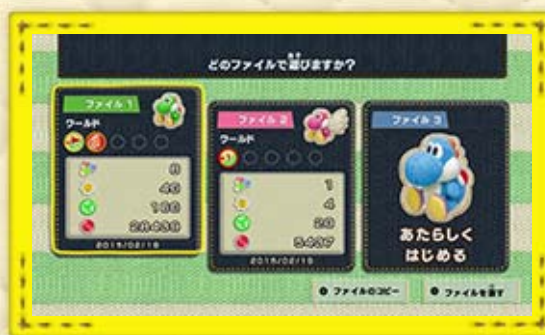 どのファイルで遊びますか?
ファイル 1
ワールド
8
40
180
28430
2015/02/19
ファイル 2
ワールド
1
4
20
5437
2015/02/19
ファイル 3
あたらしく
はじめる
ファイルのコピー
ファイルを消す